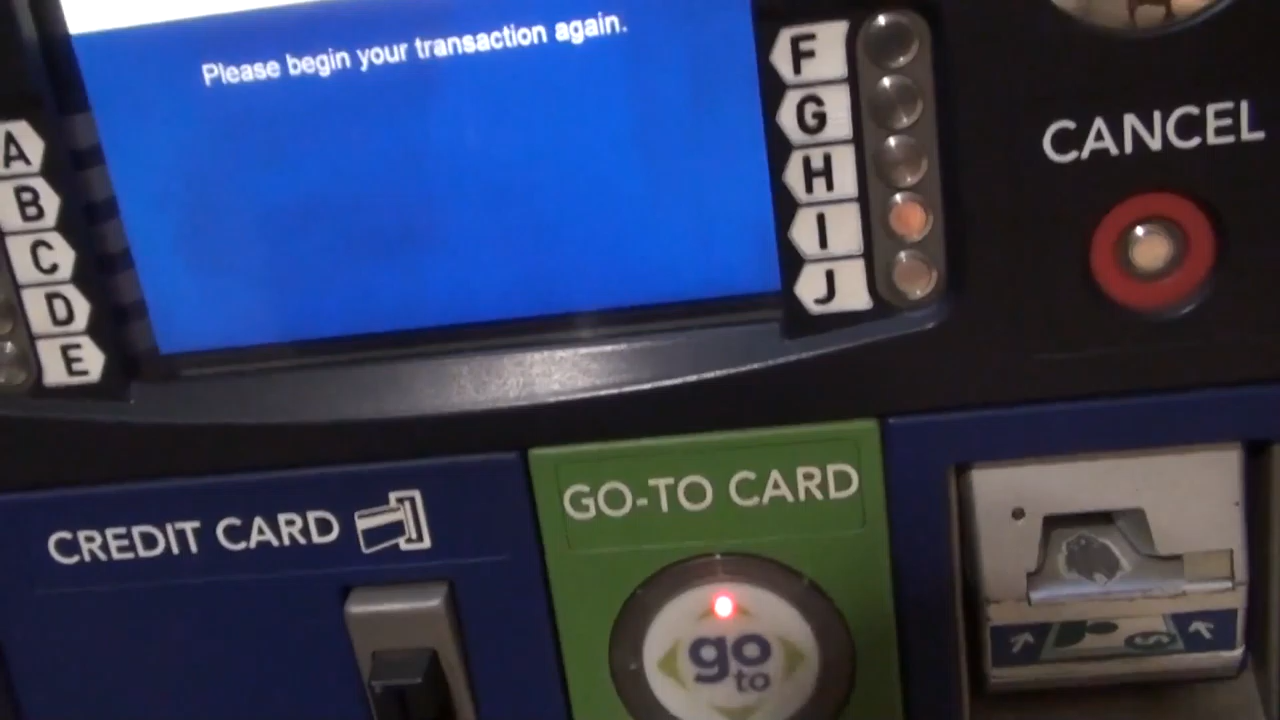 Please begin your transaction again.
A
B
C
D
E
F
G
H
I
J
CANCEL
CREDIT CARD
GO-TO CARD
go
to
$